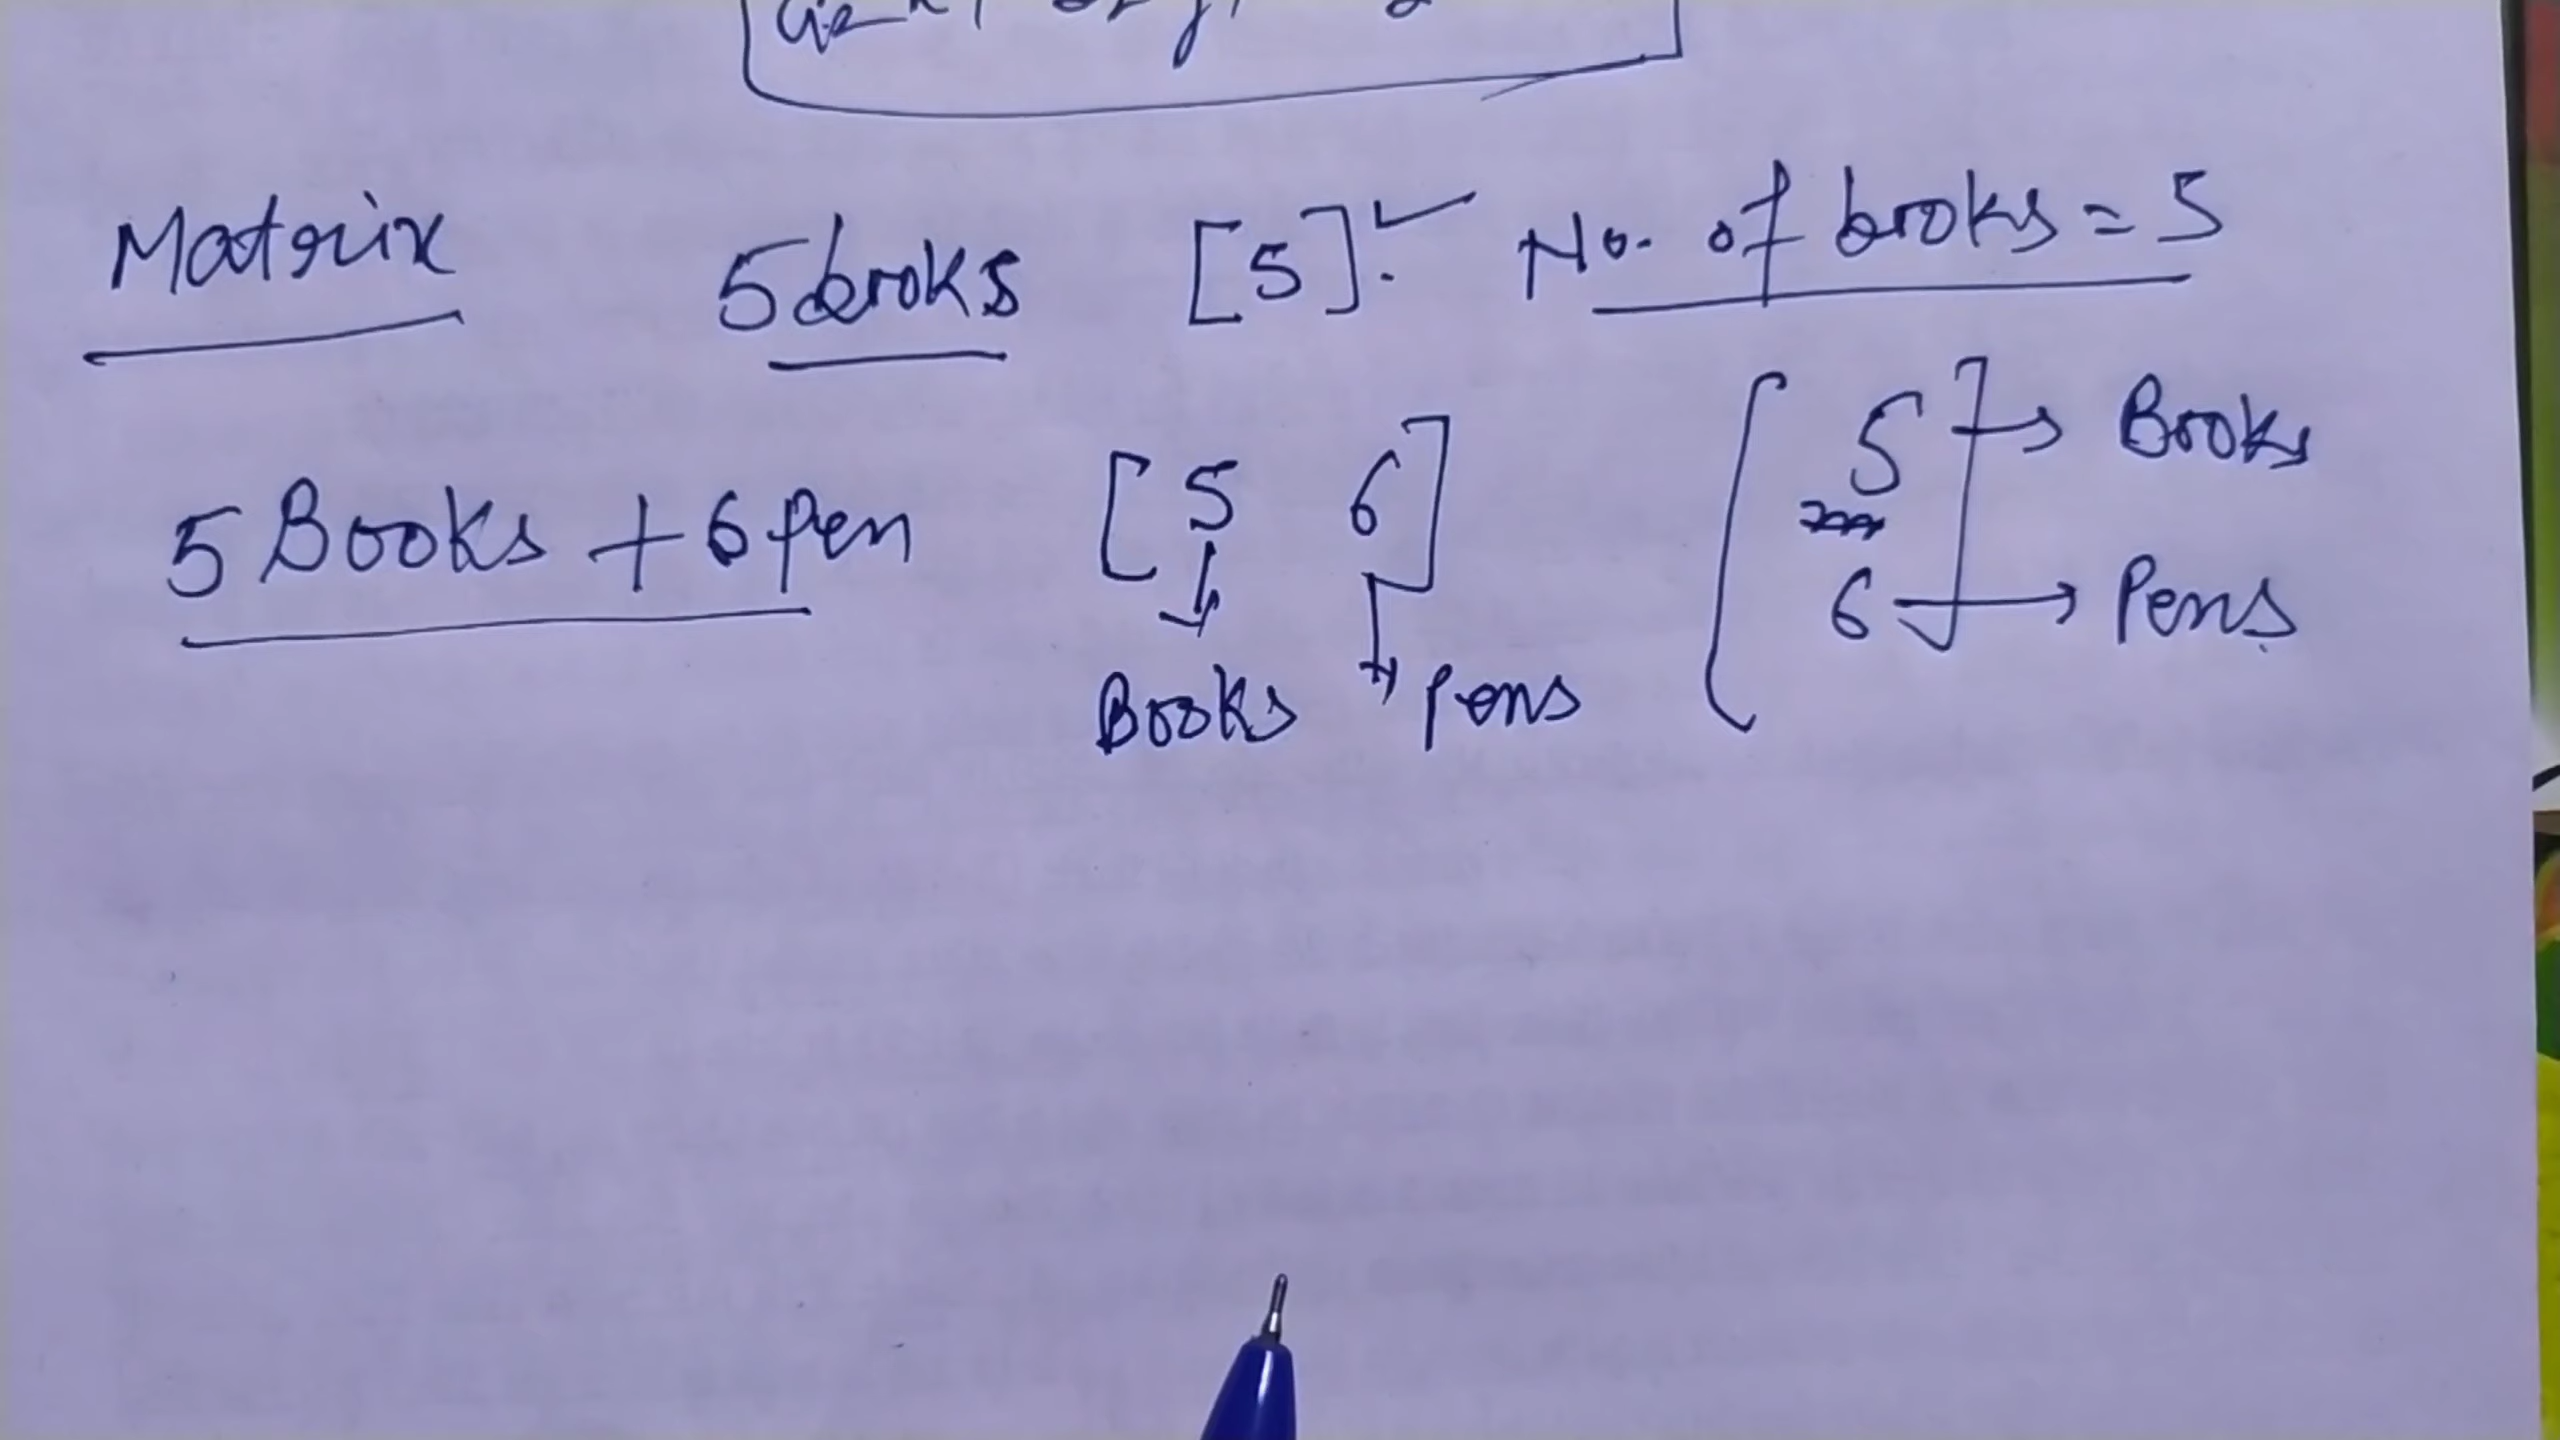 Matrix 5 books [5]. ✓ No. of books = 5
5 Books + 6 Pen [5 6] [5 → Books
6] → Pens
Books Pens